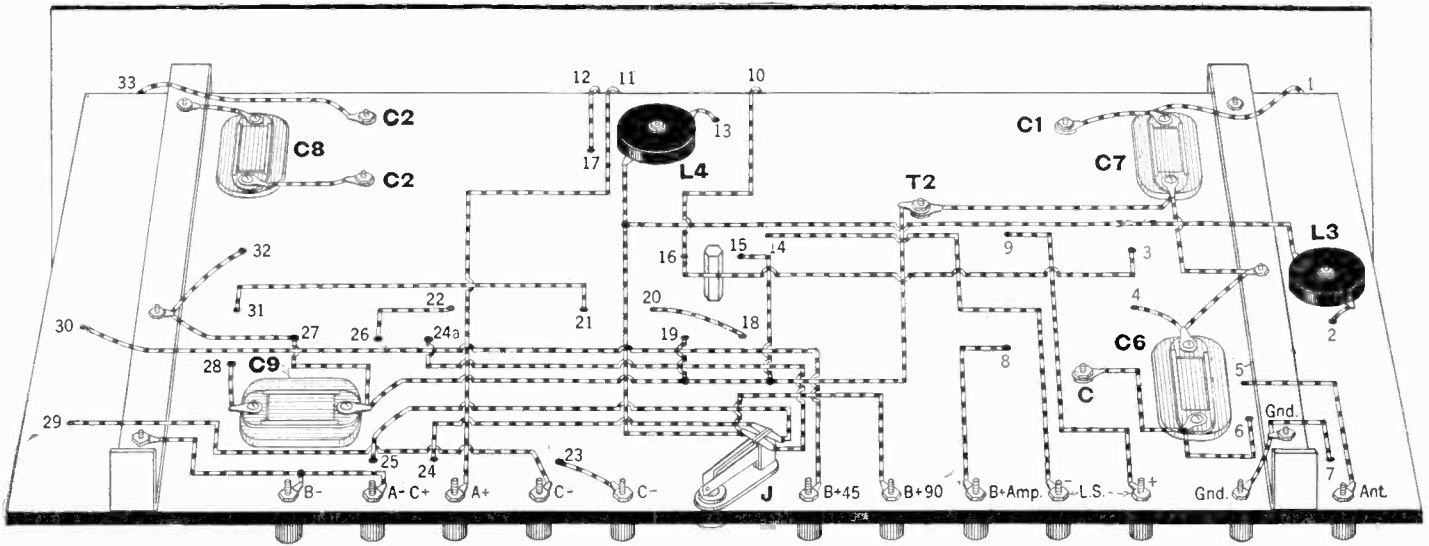 33
12
11
10
1
C2
C1
C8
C2
13
17
L4
C7
T2
32
16
15
14
9
3
L3
31
22
21
20
18
4
2
30
27
26
24a
19
C6
28
C9
8
C
5
29
25
24
23
6
Gnd.
7
B-
A- C+
A+
C-
C-
J
B+45
B+90
B+Amp.
- L.S. +
Gnd.
Ant.